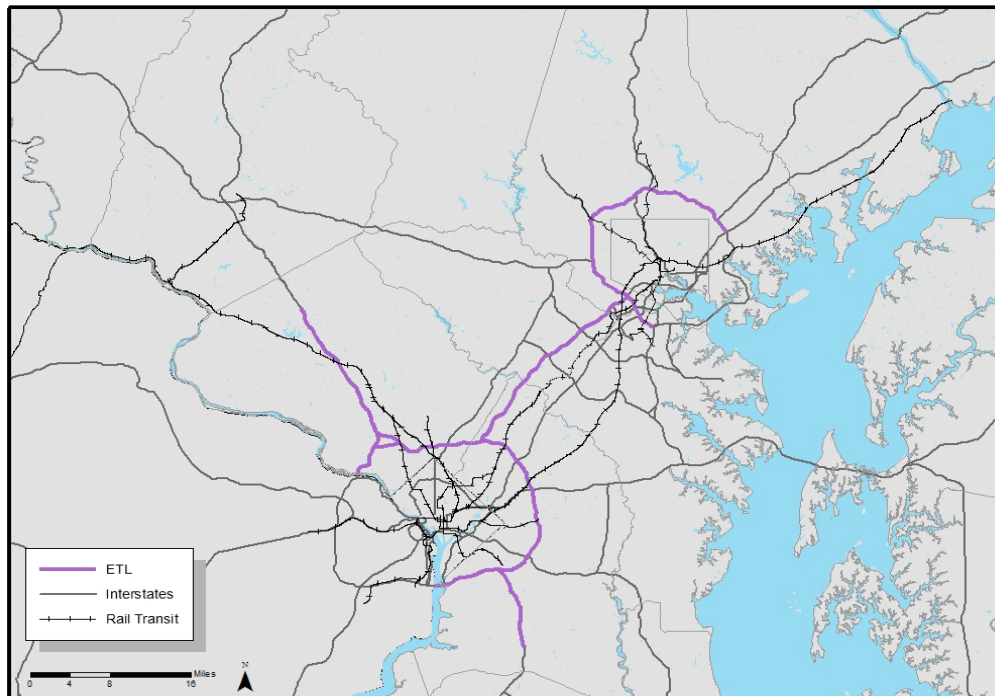 ETL
Interstates
Rail Transit
0 4 8 16 Miles
N